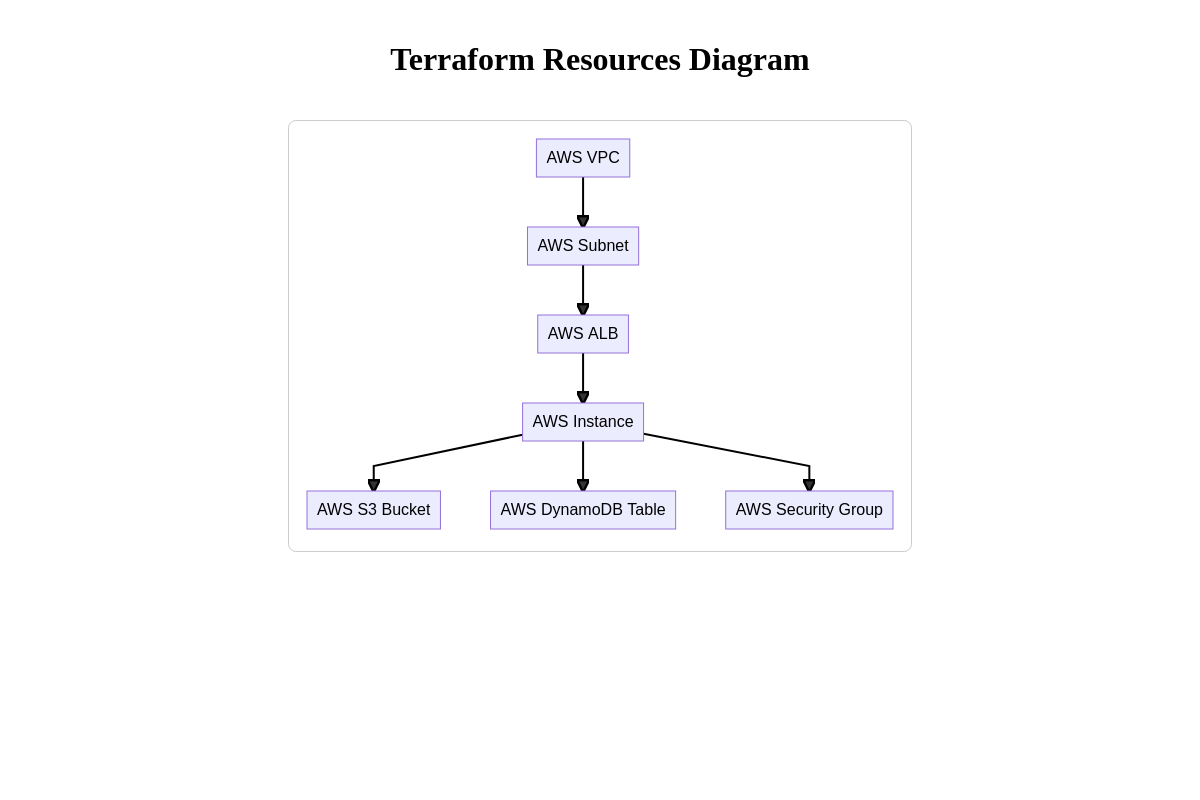 Terraform Resources Diagram
AWS VPC
AWS Subnet
AWS ALB
AWS Instance
AWS S3 Bucket
AWS DynamoDB Table
AWS Security Group